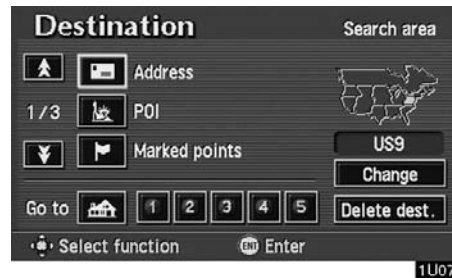 Destination
Search area
Address
1/3
POI
Marked points
US9
Change
Go to
1 2 3 4 5
Delete dest.
Select function
ENT Enter
1U07